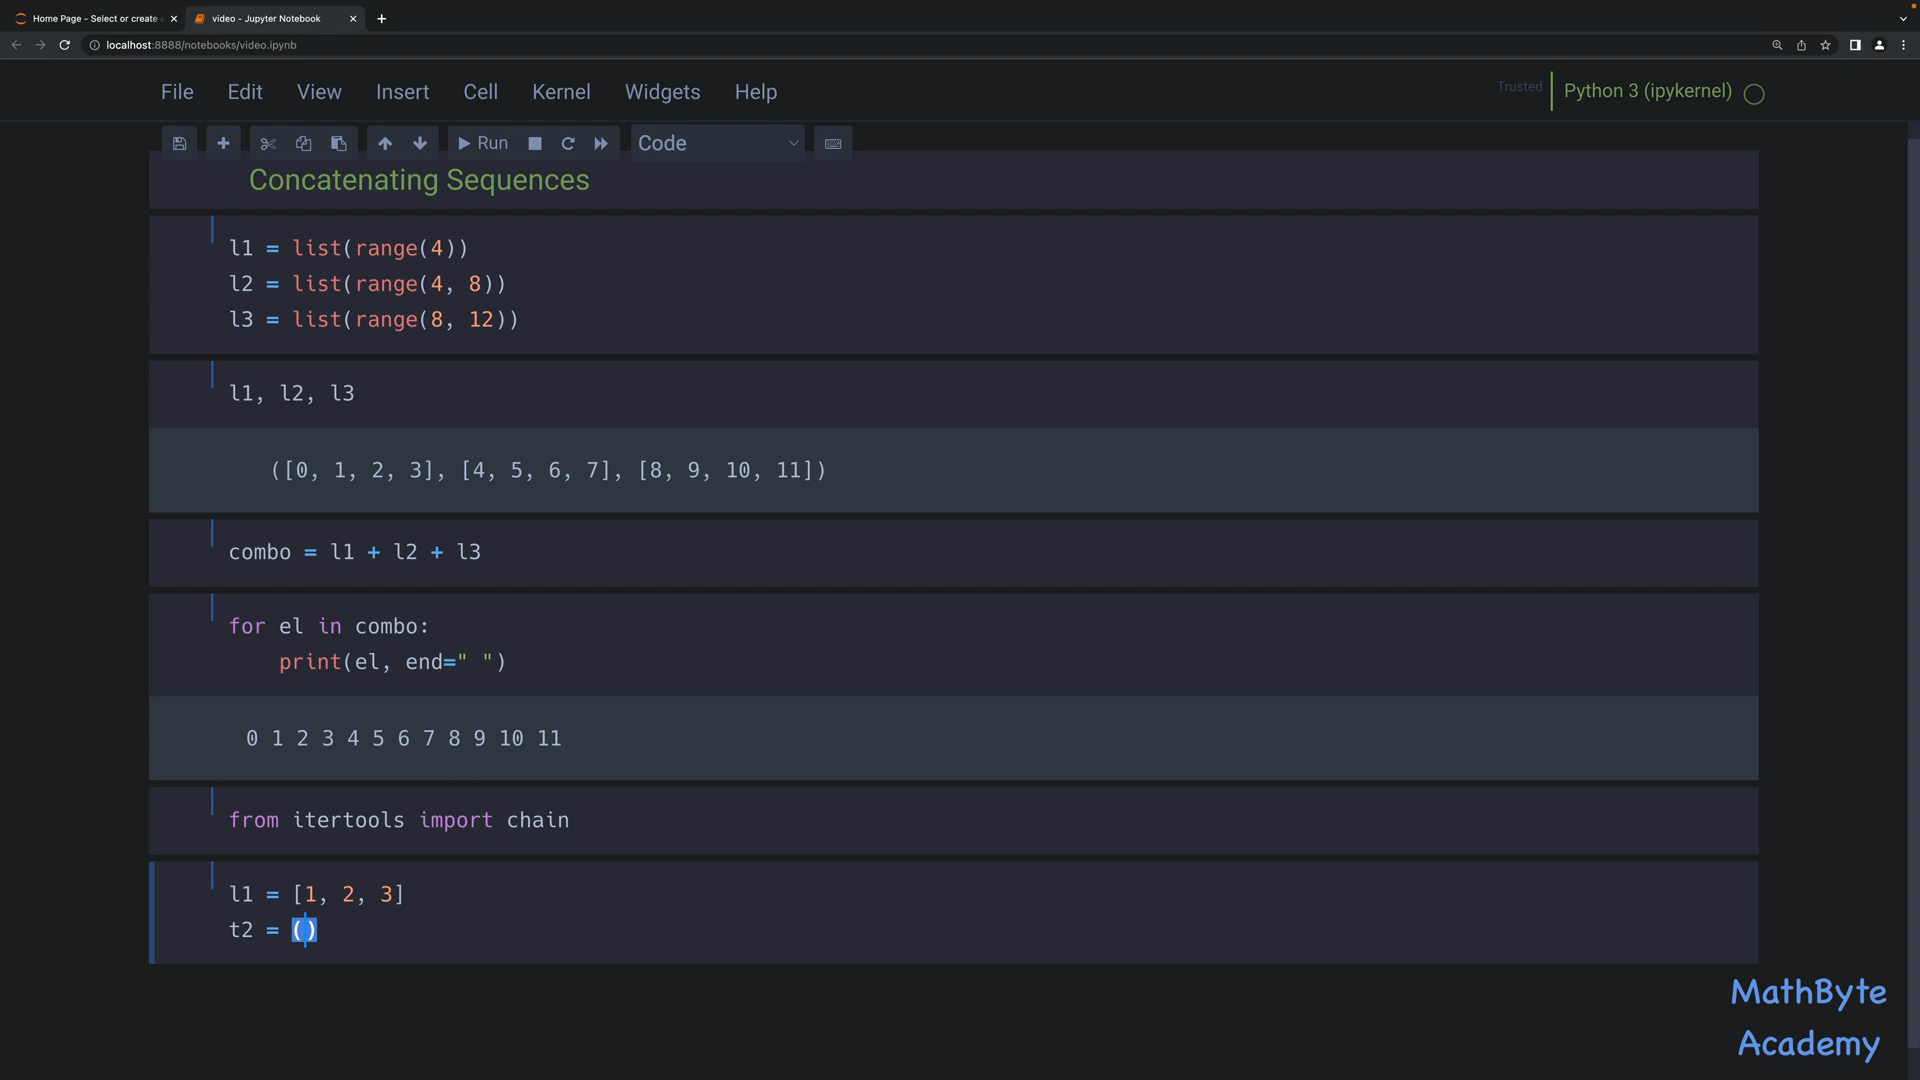 Home Page - Select or create a
video - Jupyter Notebook
localhost:8888/notebooks/video.ipynb
File Edit View Insert Cell Kernel Widgets Help
Trusted
Python 3 (ipykernel)
Run
Code
Concatenating Sequences
l1 = list(range(4))
l2 = list(range(4, 8))
l3 = list(range(8, 12))
l1, l2, l3
([0, 1, 2, 3], [4, 5, 6, 7], [8, 9, 10, 11])
combo = l1 + l2 + l3
for el in combo:
    print(el, end=" ")
0 1 2 3 4 5 6 7 8 9 10 11
from itertools import chain
l1 = [1, 2, 3]
t2 = ()
MathByte
Academy